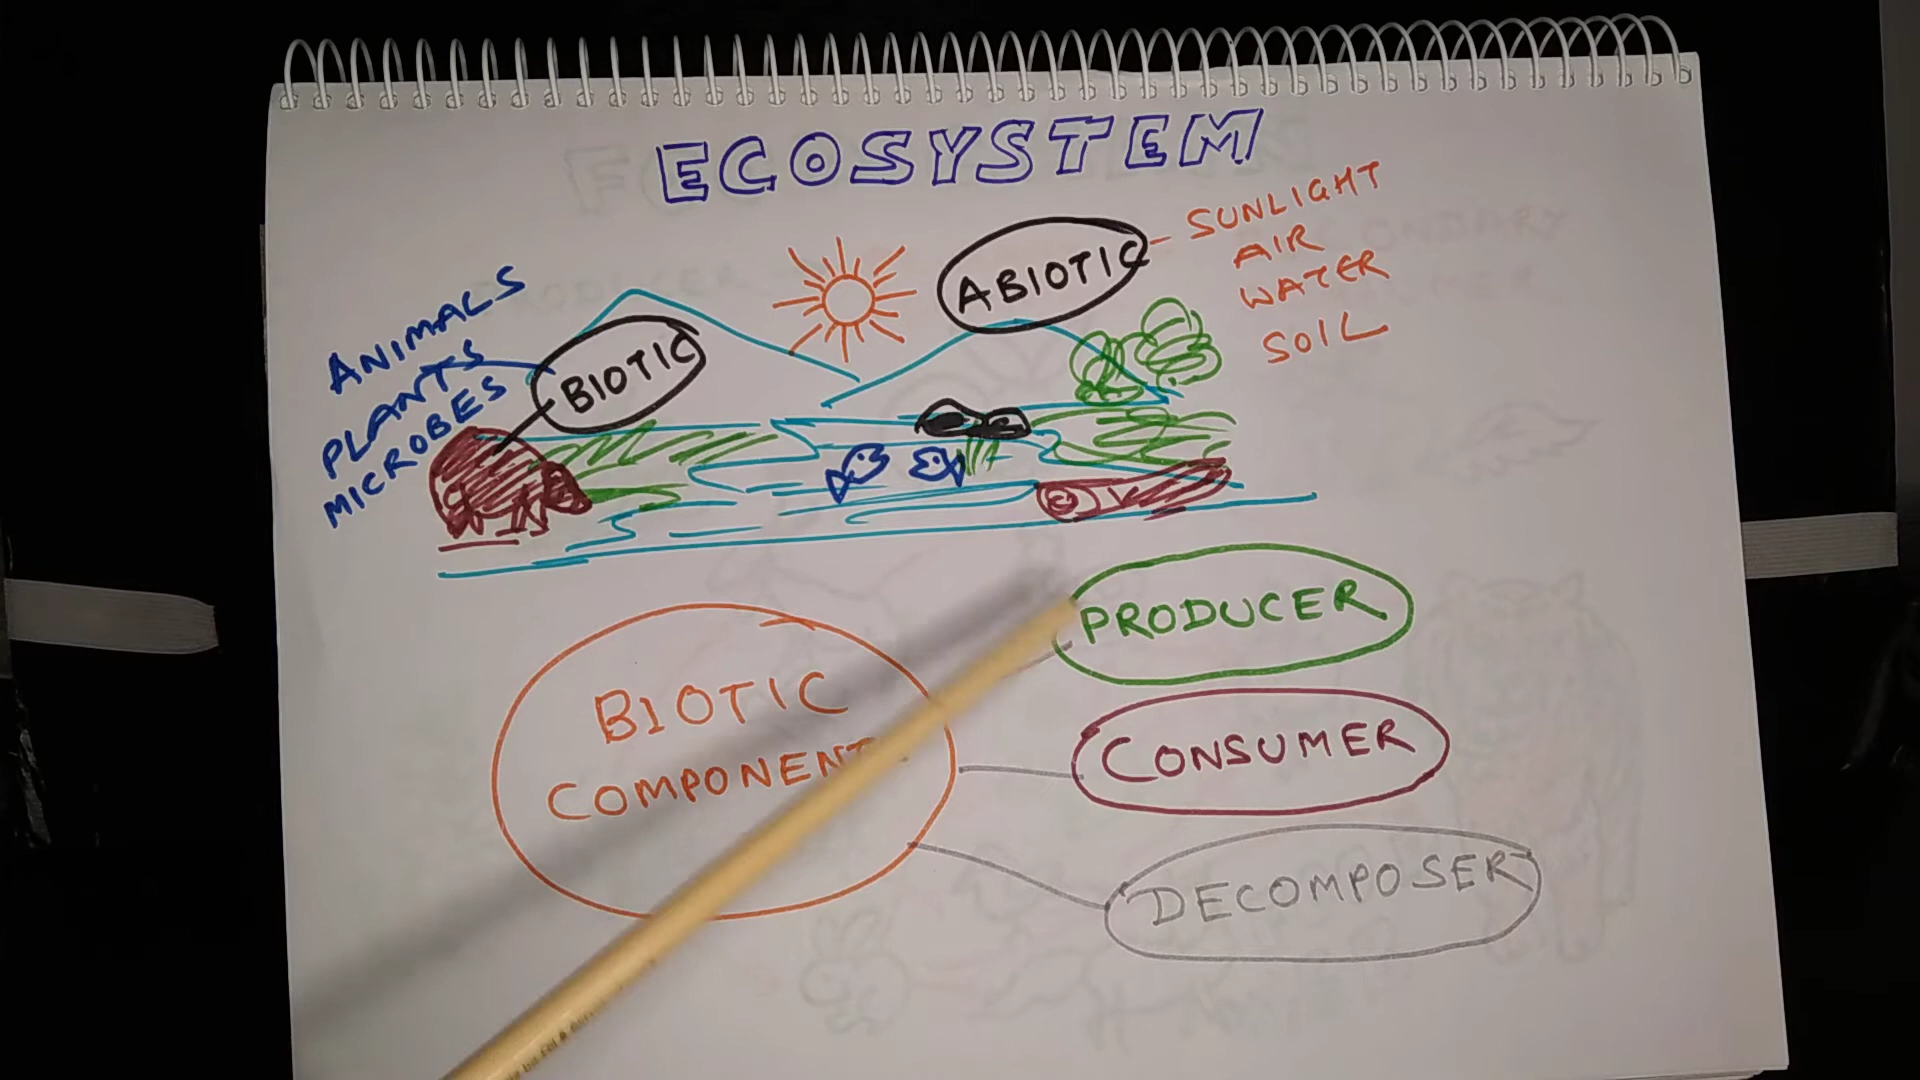 ECOSYSTEM
ABIOTIC
SUNLIGHT
AIR
WATER
SOIL
ANIMALS
PLANTS
MICROBES
BIOTIC
BIOTIC
COMPONENT
PRODUCER
CONSUMER
DECOMPOSER